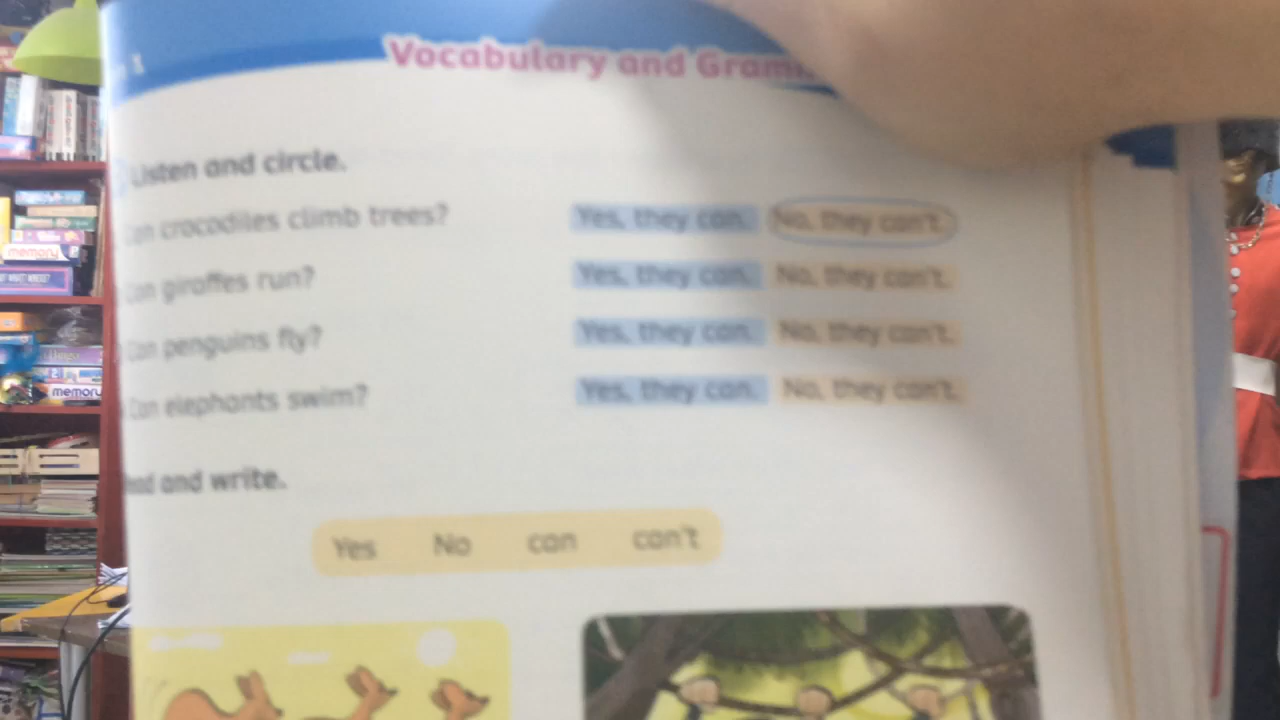 Vocabulary and
Listen and circle.
crocodiles climb trees? Yes, they can. No, they can't.
giraffes run? Yes, they can. No, they can't.
penguins fly? Yes, they can. No, they can't.
Can elephants swim? Yes, they can. No, they can't.
and write.
Yes No can can't
memory
memory